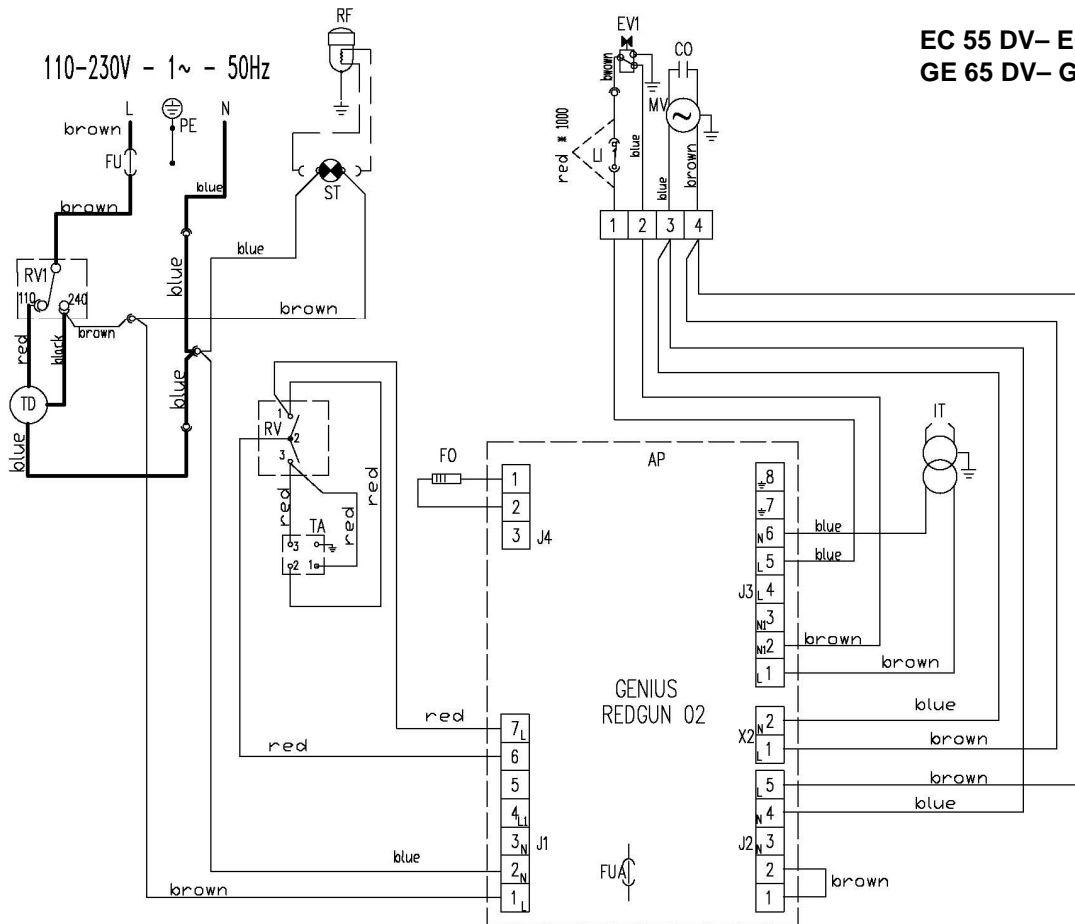 RF
110-230V - 1~ - 50Hz
L
PE
N
brown
FU
brown
blue
ST
blue
blue
RV1
110
240
brown
brown
red
black
TD
blue
blue
EV1
CO
EC 55 DV– E
GE 65 DV– G
brown
MV
red * 1000
LI
blue
blue
brown
1 2 3 4
1
RV
2
3
red
red
red
TA
3
2 1
FO
AP
1
2
3 J4
IT
8
7
blue
N 6
blue
L 5
J3 L 4
N1 3
N1 2
brown
L 1
brown
GENIUS
REDGUN 02
blue
X2 N 2
L 1
brown
red
7 L
red
6
5
4 L1
3 N J1
blue
2 N
brown
1 L
brown
L 5
blue
N 4
J2 N 3
2
1
brown
FUA